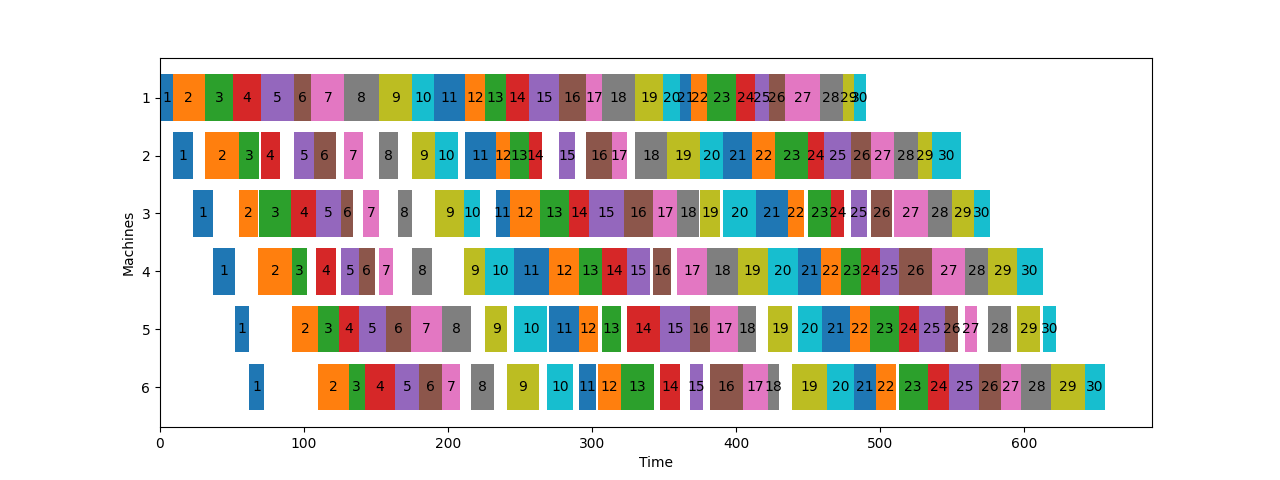 1 1 2 3 4 5 6 7 8 9 10 11 12 13 14 15 16 17 18 19 20 21 22 23 24 25 26 27 28 29 30
2 1 2 3 4 5 6 7 8 9 10 11 12 13 14 15 16 17 18 19 20 21 22 23 24 25 26 27 28 29 30
3 1 2 3 4 5 6 7 8 9 10 11 12 13 14 15 16 17 18 19 20 21 22 23 24 25 26 27 28 29 30
4 1 2 3 4 5 6 7 8 9 10 11 12 13 14 15 16 17 18 19 20 21 22 23 24 25 26 27 28 29 30
5 1 2 3 4 5 6 7 8 9 10 11 12 13 14 15 16 17 18 19 20 21 22 23 24 25 26 27 28 29 30
6 1 2 3 4 5 6 7 8 9 10 11 12 13 14 15 16 17 18 19 20 21 22 23 24 25 26 27 28 29 30
Machines
0 100 200 300 400 500 600
Time